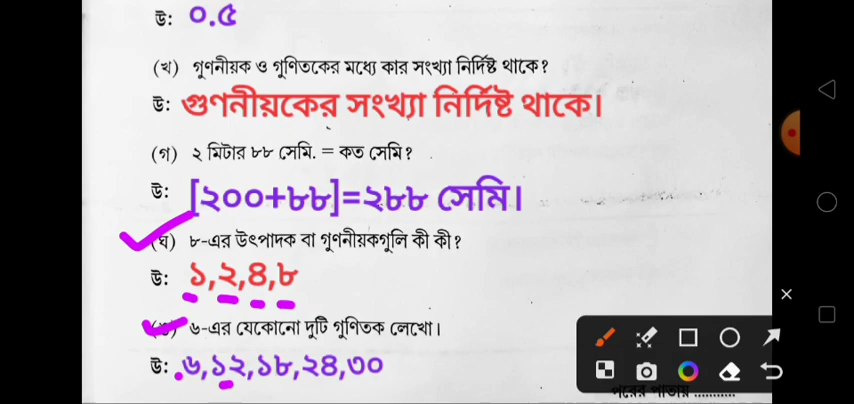 উ: ০.৫
(খ) গুণনীয়ক ও গুণিতকের মধ্যে কার সংখ্যা নির্দিষ্ট থাকে?
উ: গুণনীয়কের সংখ্যা নির্দিষ্ট থাকে।
(গ) ২ মিটার ৮৮ সেমি. = কত সেমি?
উ: [২০০+৮৮]=২৮৮ সেমি।
(ঘ) ৮-এর উৎপাদক বা গুণনীয়কগুলি কী কী?
উ: ১,২,৪,৮
(ঙ) ৬-এর যেকোনো দুটি গুণিতক লেখো।
উ: ৬,১২,১৮,২৪,৩০
পরের পাতায় ...........